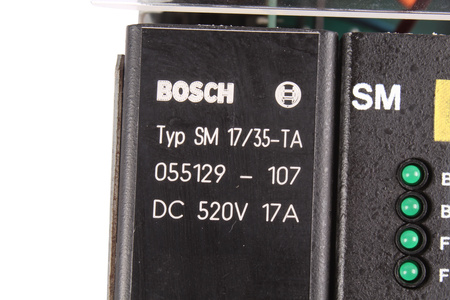 BOSCH
Typ SM 17/35-TA
055129 - 107
DC 520V 17A
SM
B
B
F
F